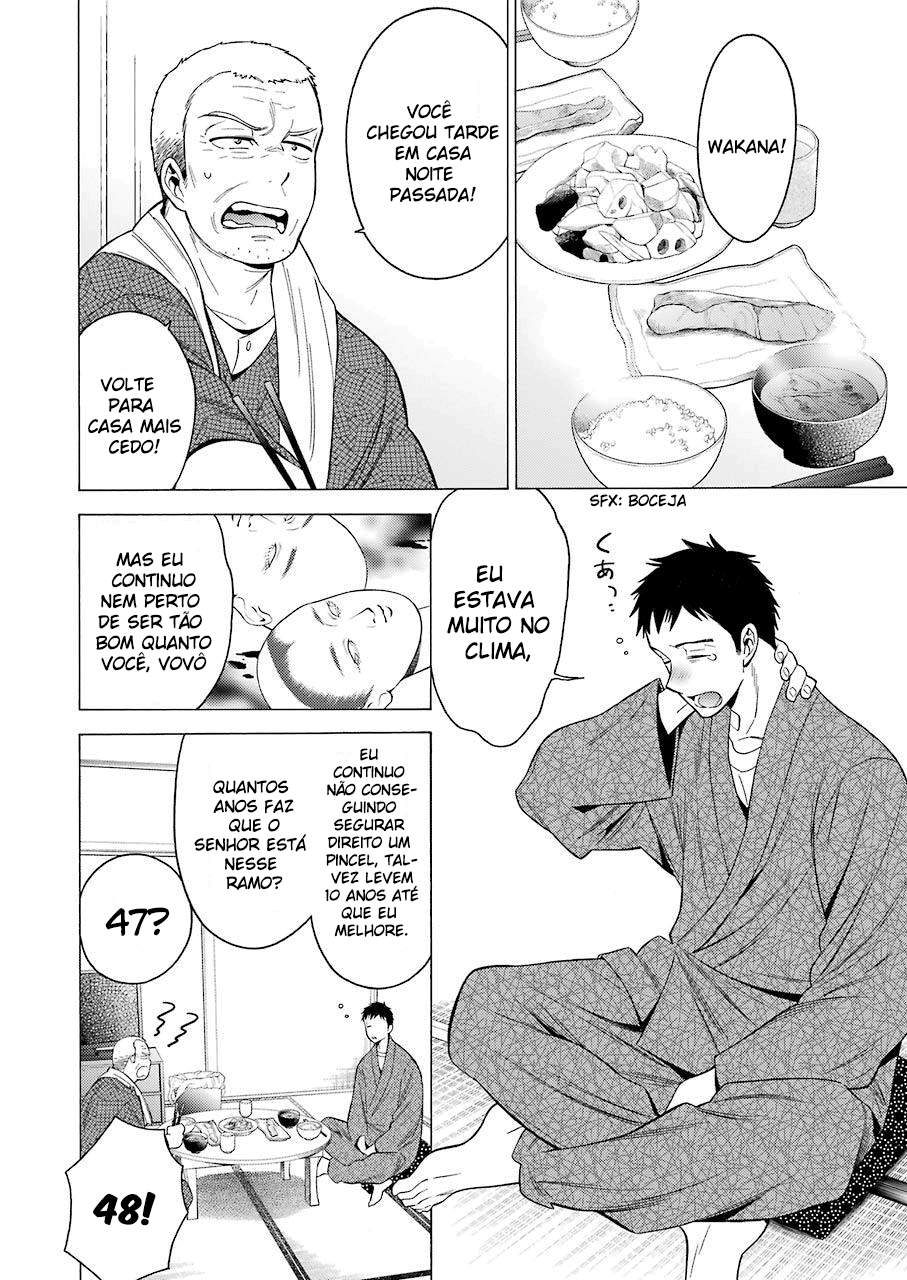 WAKANA!
VOCÊ
CHEGOU TARDE
EM CASA
NOITE
PASSADA!
VOLTE
PARA
CASA MAIS
CEDO!
SFX: BOCEJA
くあっ‥
EU
ESTAVA
MUITO NO
CLIMA,
MAS EU
CONTINUO
NEM PERTO
DE SER TÃO
BOM QUANTO
VOCÊ, VOVÔ
EU
CONTINUO
NÃO CONSE-
GUINDO
SEGURAR
DIREITO UM
PINCEL, TAL-
VEZ LEVEM
10 ANOS ATÉ
QUE EU
MELHORE.
QUANTOS
ANOS FAZ
QUE O
SENHOR ESTÁ
NESSE
RAMO?
47?
48!